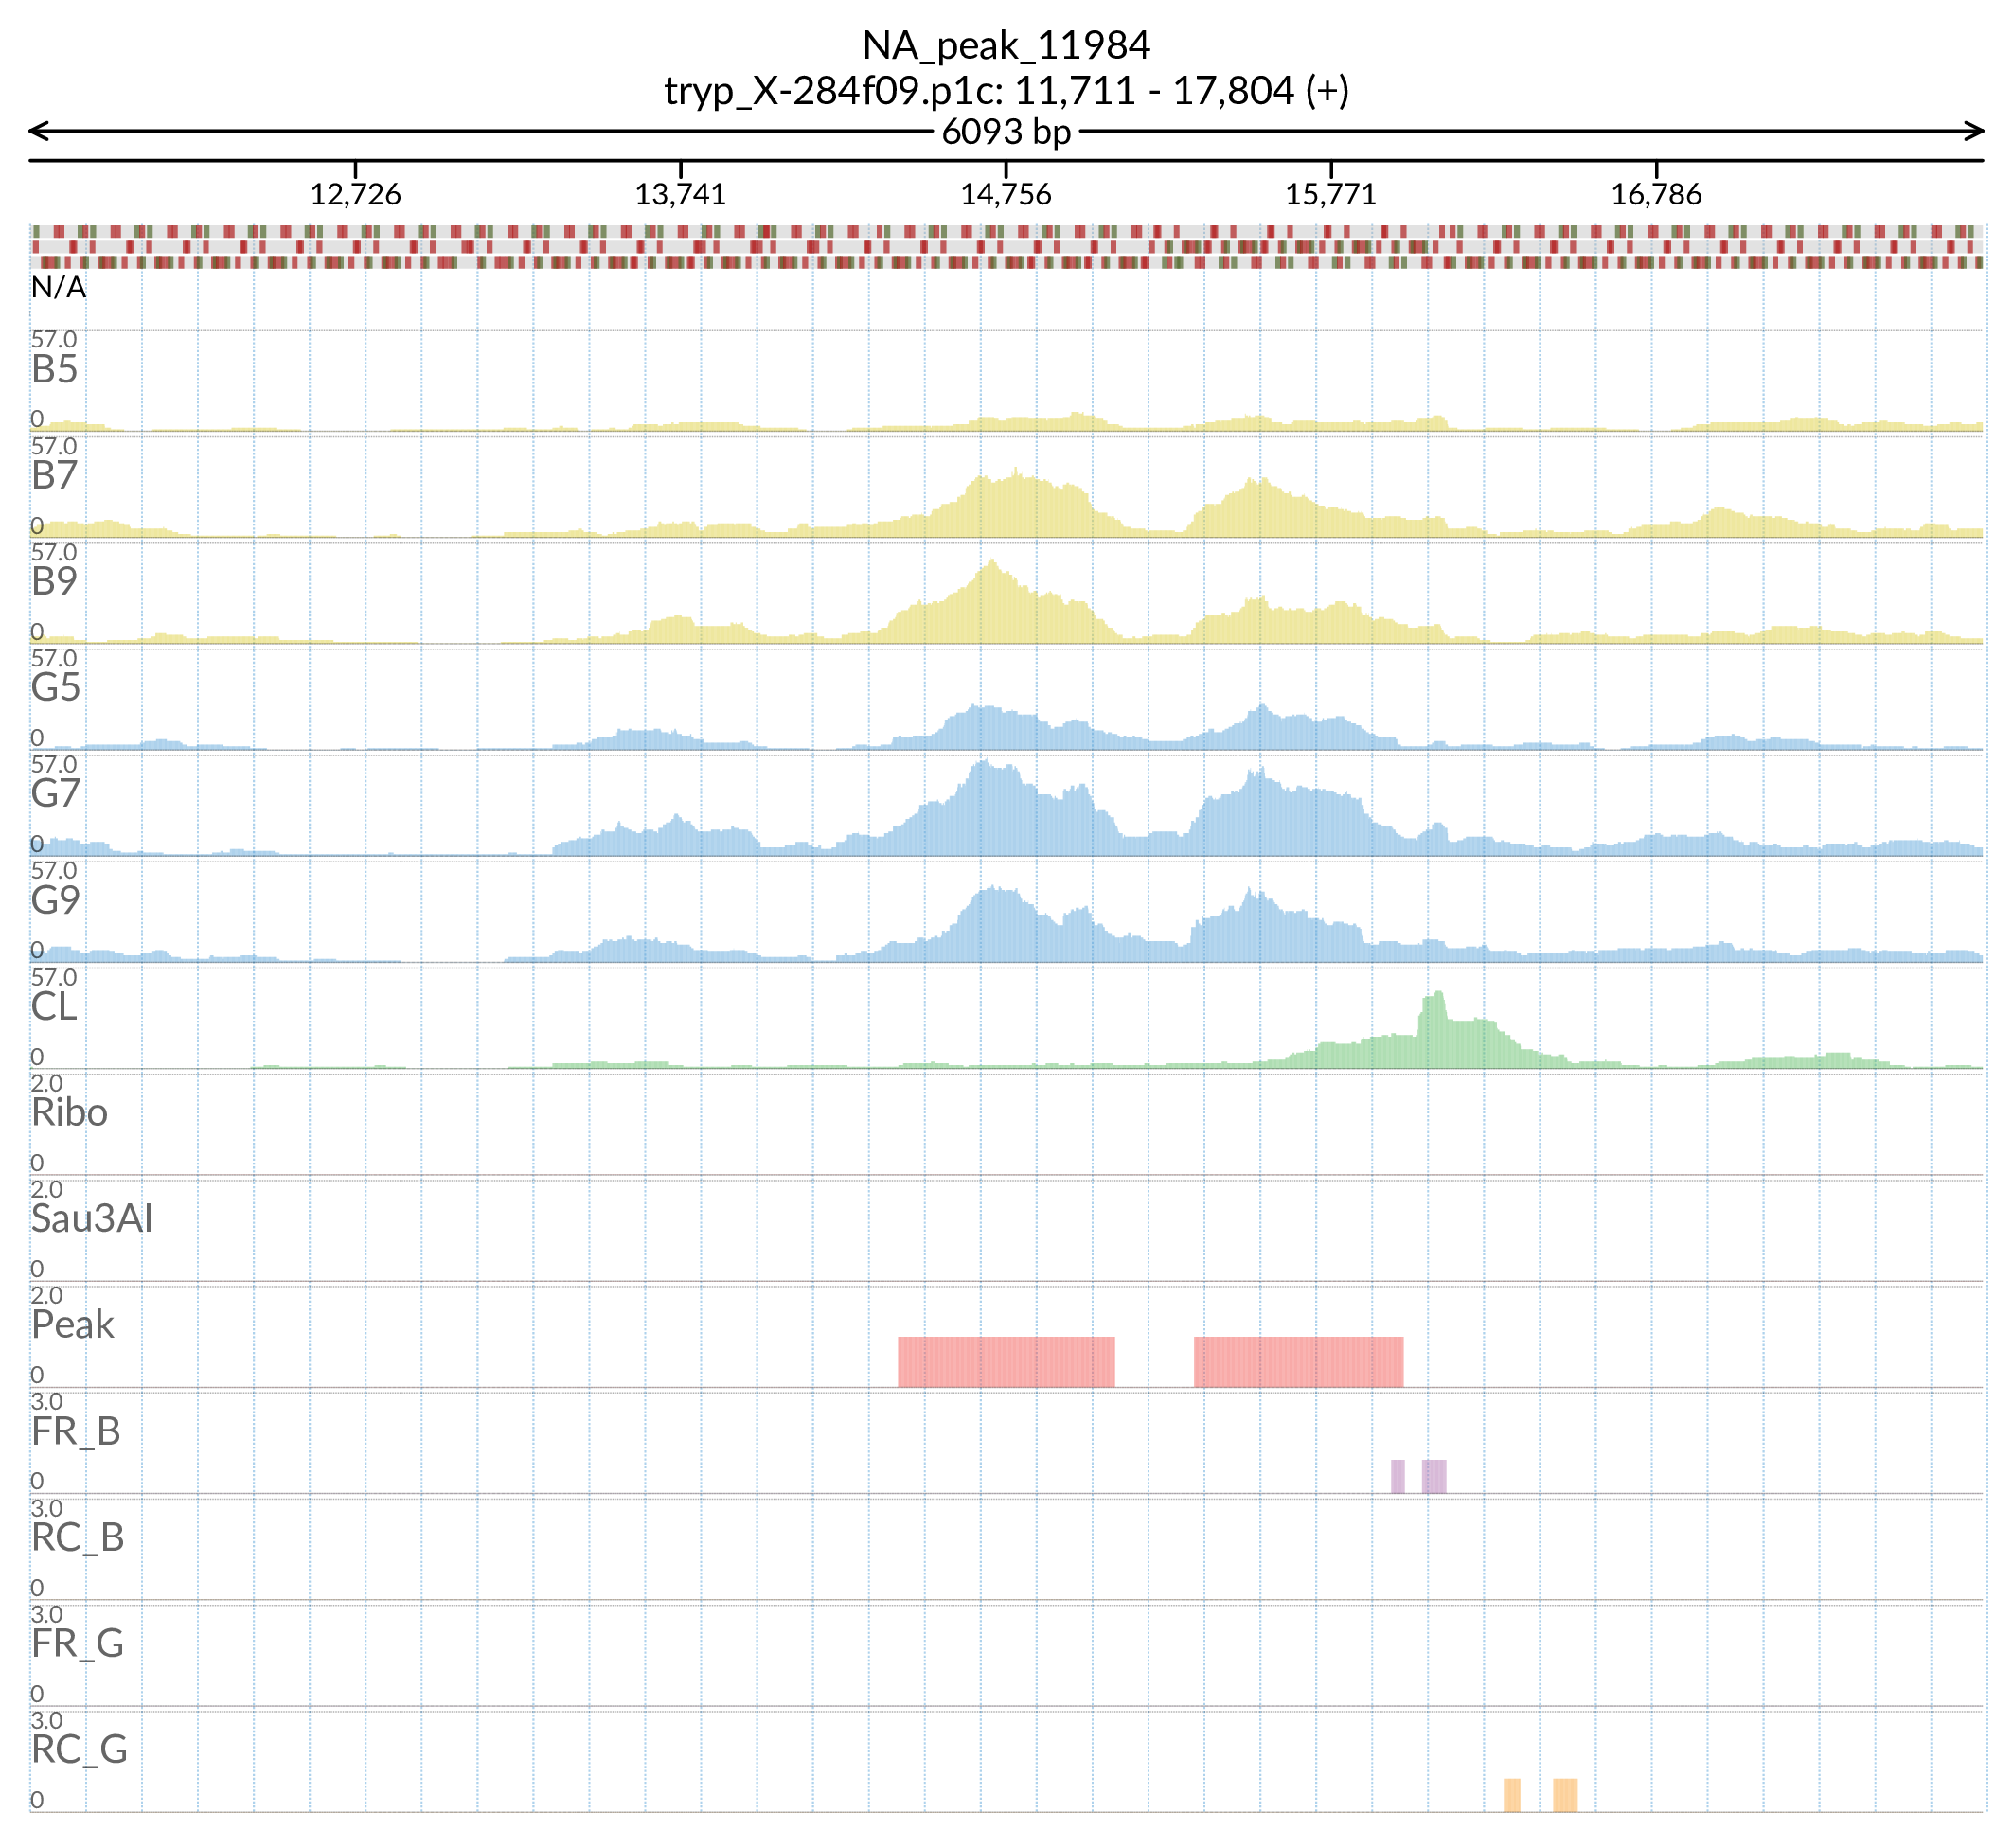 NA_peak_11984
tryp_X-284f09.p1c: 11,711 - 17,804 (+)
6093 bp
12,726 13,741 14,756 15,771 16,786
N/A
57.0
B5
0
57.0
B7
0
57.0
B9
0
57.0
G5
0
57.0
G7
0
57.0
G9
0
57.0
CL
0
2.0
Ribo
0
2.0
Sau3AI
0
2.0
Peak
0
3.0
FR_B
0
3.0
RC_B
0
3.0
FR_G
0
3.0
RC_G
0